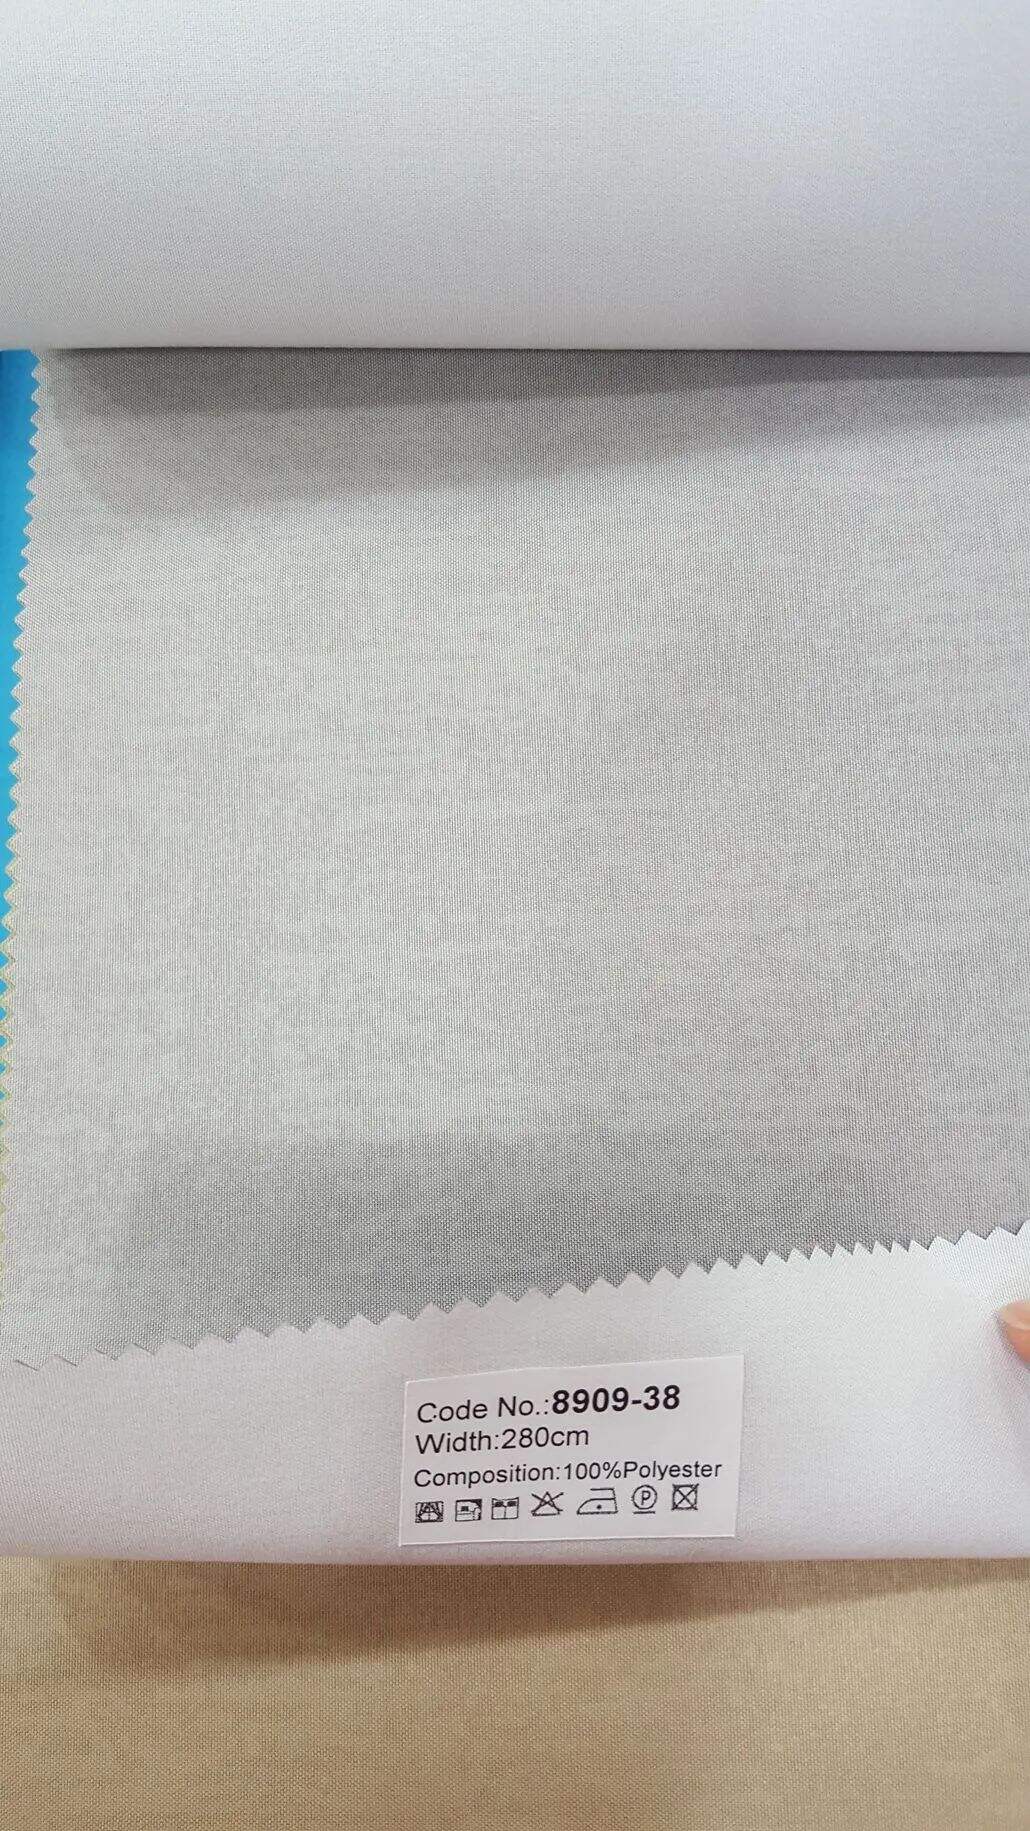 Code No.:8909-38
Width:280cm
Composition:100%Polyester
P